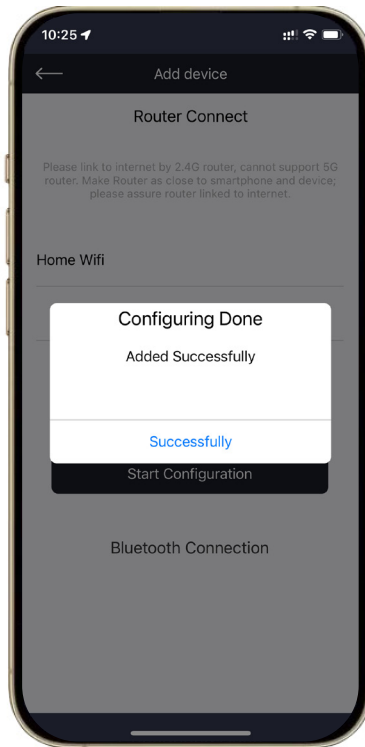 10:25
Add device
Router Connect
Please link to internet by 2.4G router, cannot support 5G
router. Make Router as close to smartphone and device;
please assure router linked to internet.
Home Wifi
Configuring Done
Added Successfully
Successfully
Start Configuration
Bluetooth Connection